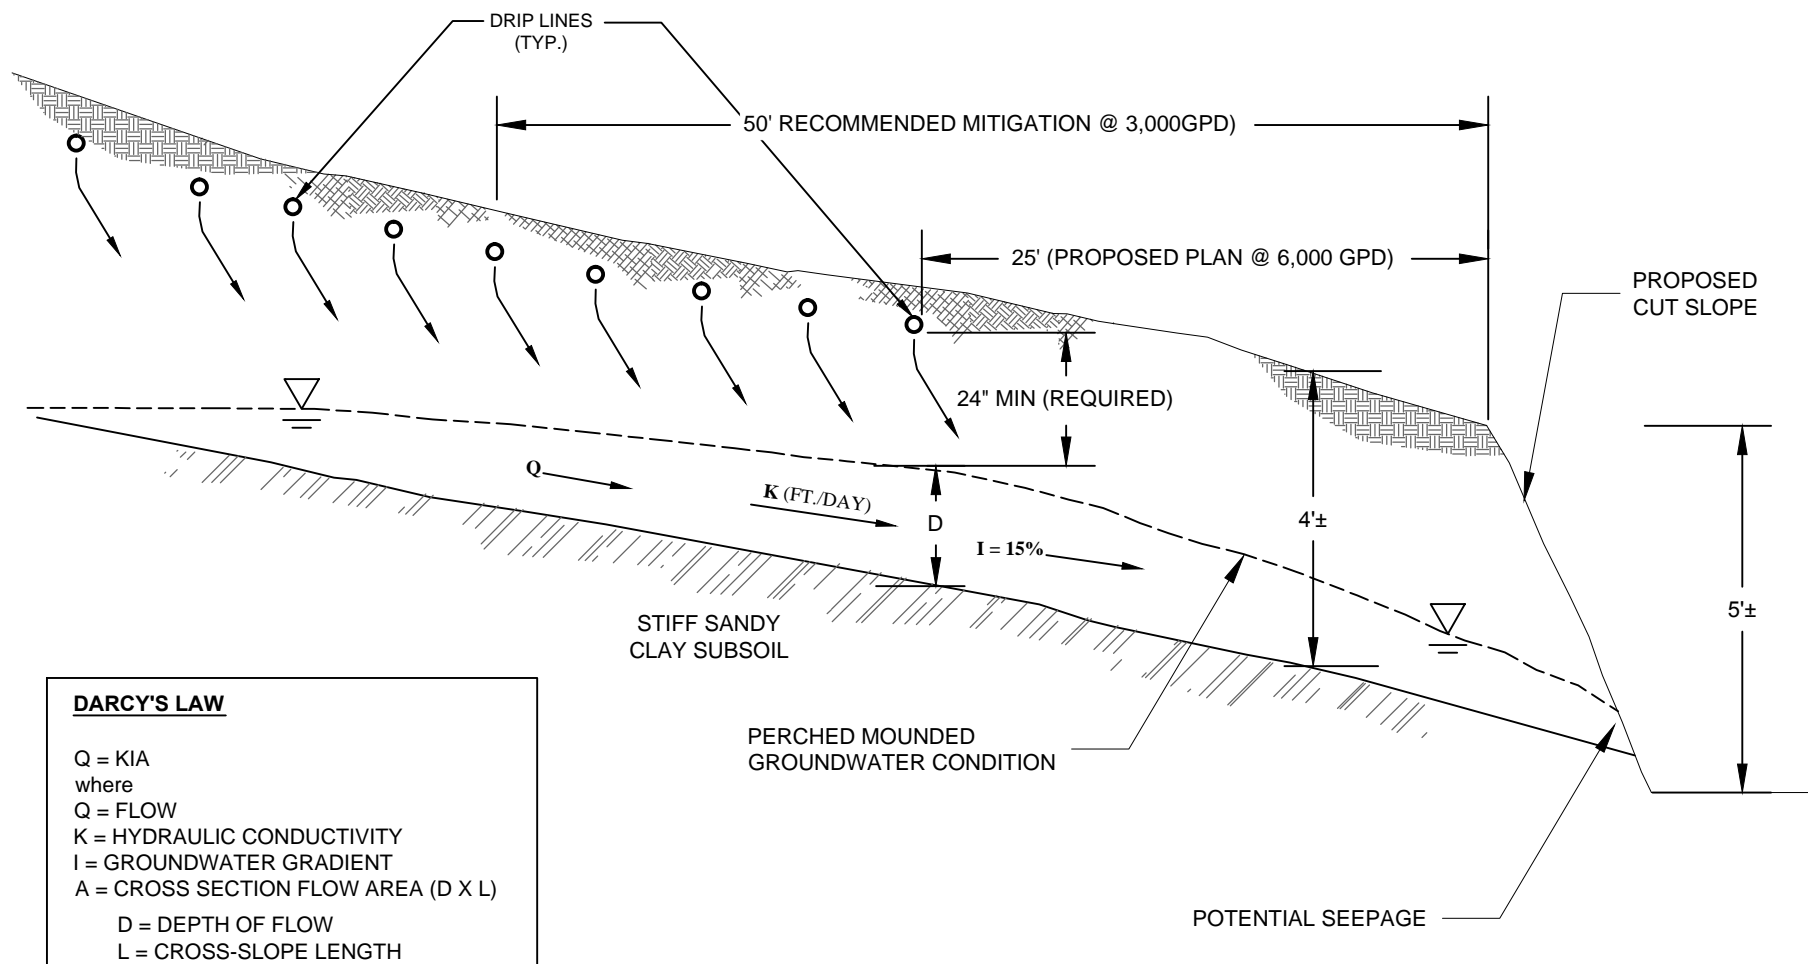 DRIP LINES
(TYP.)
50' RECOMMENDED MITIGATION @ 3,000GPD)
25' (PROPOSED PLAN @ 6,000 GPD)
PROPOSED
CUT SLOPE
24" MIN (REQUIRED)
Q
K (FT./DAY)
D
I = 15%
4'±
5'±
STIFF SANDY
CLAY SUBSOIL
PERCHED MOUNDED
GROUNDWATER CONDITION
POTENTIAL SEEPAGE
DARCY'S LAW
Q = KIA
where
Q = FLOW
K = HYDRAULIC CONDUCTIVITY
I = GROUNDWATER GRADIENT
A = CROSS SECTION FLOW AREA (D X L)
D = DEPTH OF FLOW
L = CROSS-SLOPE LENGTH